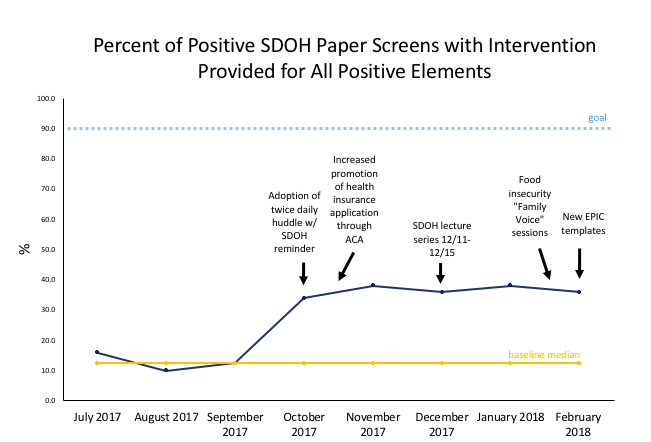 Percent of Positive SDOH Paper Screens with Intervention
Provided for All Positive Elements
100.0
90.0
80.0
70.0
60.0
50.0
40.0
30.0
20.0
10.0
0.0
%
goal
Adoption of
twice daily
huddle w/
SDOH
reminder
Increased
promotion
of health
insurance
application
through
ACA
SDOH lecture
series 12/11-
12/15
Food
insecurity
"Family
Voice"
sessions
New EPIC
templates
baseline median
July 2017
August 2017
September
2017
October
2017
November
2017
December
2017
January 2018
February
2018